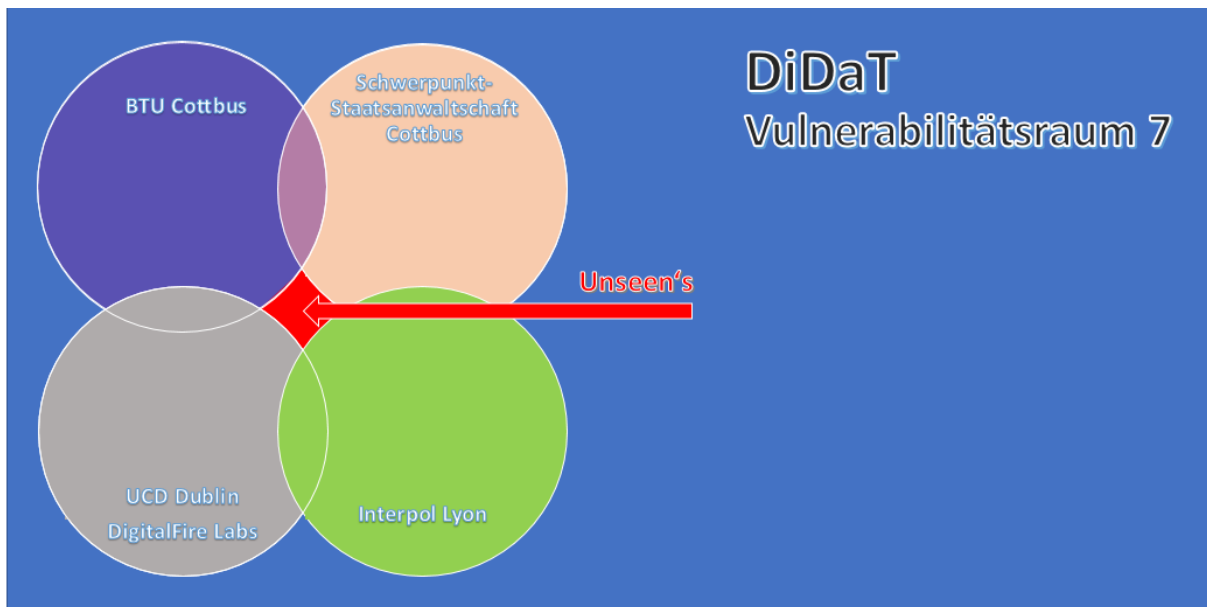 BTU Cottbus
Schwerpunkt-
Staatsanwaltschaft
Cottbus
DiDaT
Vulnerabilitätsraum 7
Unseen‘s
UCD Dublin
DigitalFire Labs
Interpol Lyon